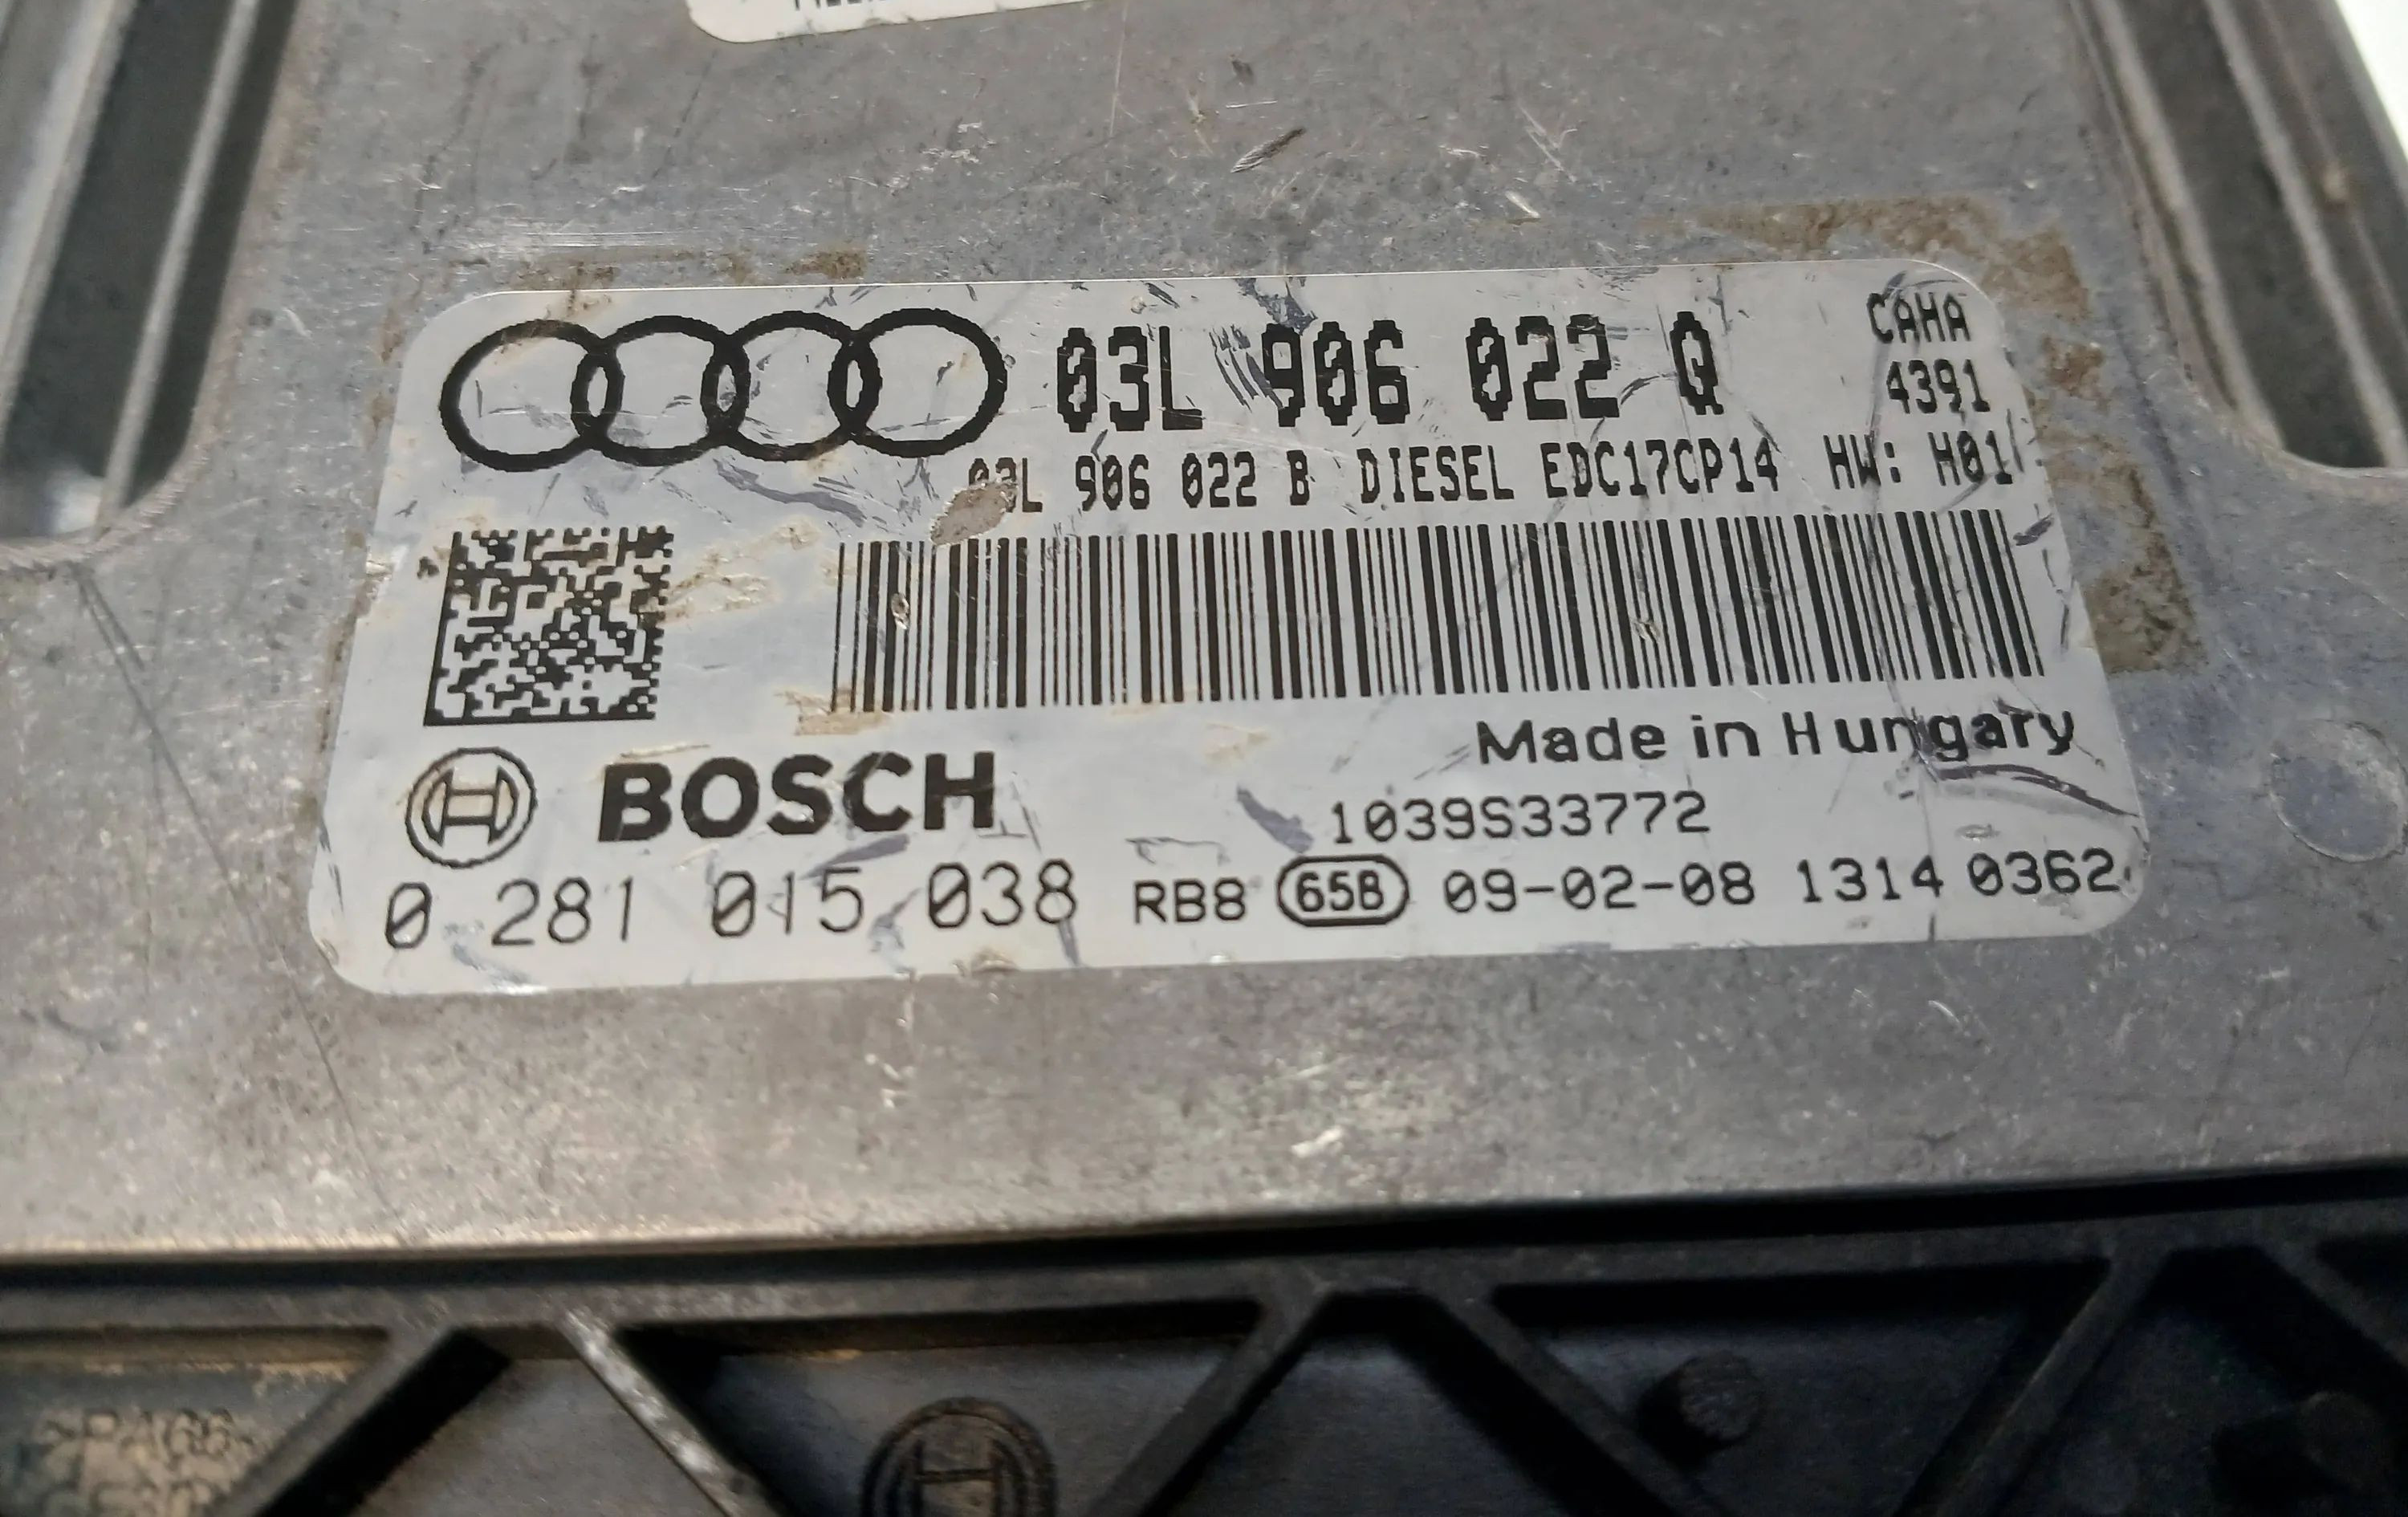 03L 906 022 Q
CAHA
4391
03L 906 022 B DIESEL EDC17CP14 HW: H01
Made in Hungary
BOSCH
1039S33772
0 281 015 038 RB8 65B 09-02-08 1314 0362
>PA66-